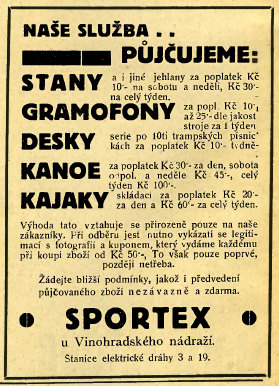 NAŠE SLUŽBA . .
PŮJČUJEME:
STANY a i jiné jehlany za poplatek Kč
10·- na sobotu a neděli, Kč 30·-
na celý týden.
GRAMOFONY za popl. Kč 10·-,
až 25·- dle jakost
stroje za 1 týden
DESKY serie po 10ti trampských písnič-
kách za poplatek Kč 10·- týdně-
KANOE za poplatek Kč 30·- za den, sobota
odpol. a neděle Kč 45·-, celý
týden Kč 100·-.
KAJAKY skládací za poplatek Kč 20·-
za den a Kč 60·- za celý týden.
Výhoda tato vztahuje se přirozeně pouze na naše
zákazníky. Při odběru jest nutno vykázati se legiti-
mací s fotografií a kuponem, který vydáme každému
při koupi zboží od Kč 50·-, To však pouze poprvé,
později netřeba.
Žádejte bližší podmínky, jakož i předvedení
půjčovaného zboží nezávazně a zdarma.
SPORTEX
u Vinohradského nádraží.
Stanice elektrické dráhy 3 a 19.